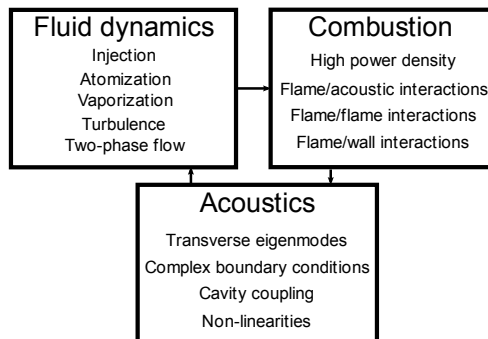 Fluid dynamics
Injection
Atomization
Vaporization
Turbulence
Two-phase flow
Combustion
High power density
Flame/acoustic interactions
Flame/flame interactions
Flame/wall interactions
Acoustics
Transverse eigenmodes
Complex boundary conditions
Cavity coupling
Non-linearities